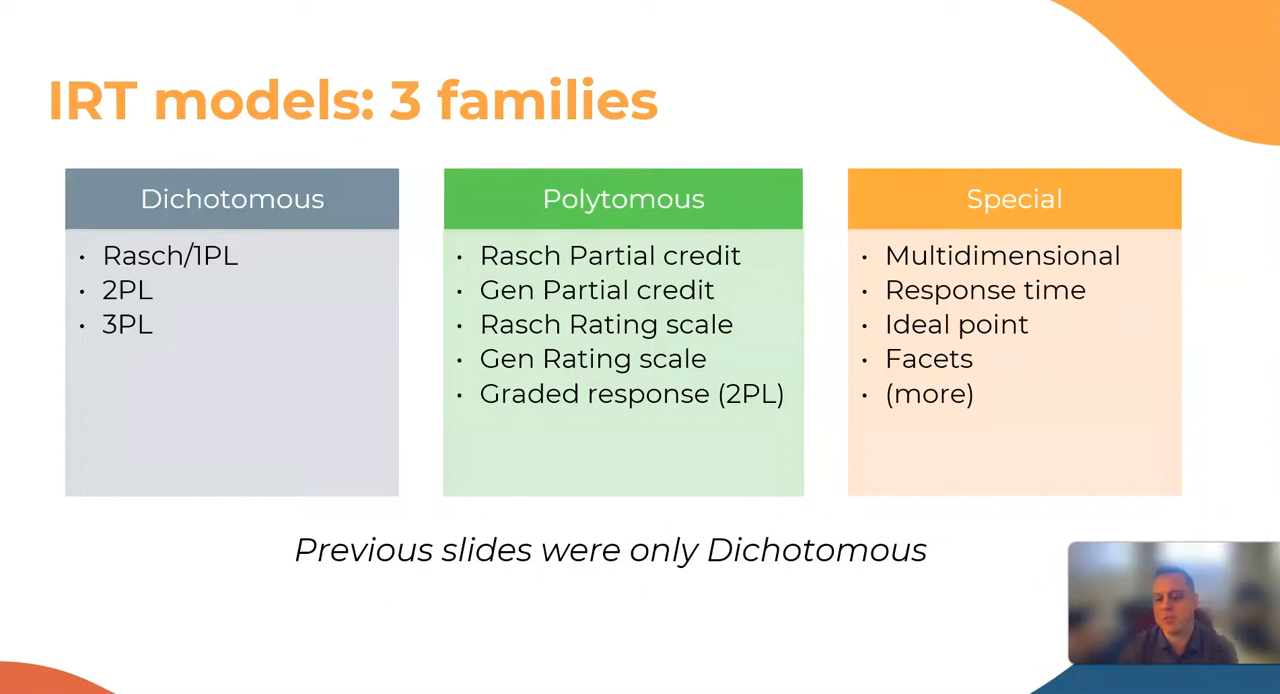 IRT models: 3 families
Dichotomous
• Rasch/1PL
• 2PL
• 3PL
Polytomous
• Rasch Partial credit
• Gen Partial credit
• Rasch Rating scale
• Gen Rating scale
• Graded response (2PL)
Special
• Multidimensional
• Response time
• Ideal point
• Facets
• (more)
Previous slides were only Dichotomous